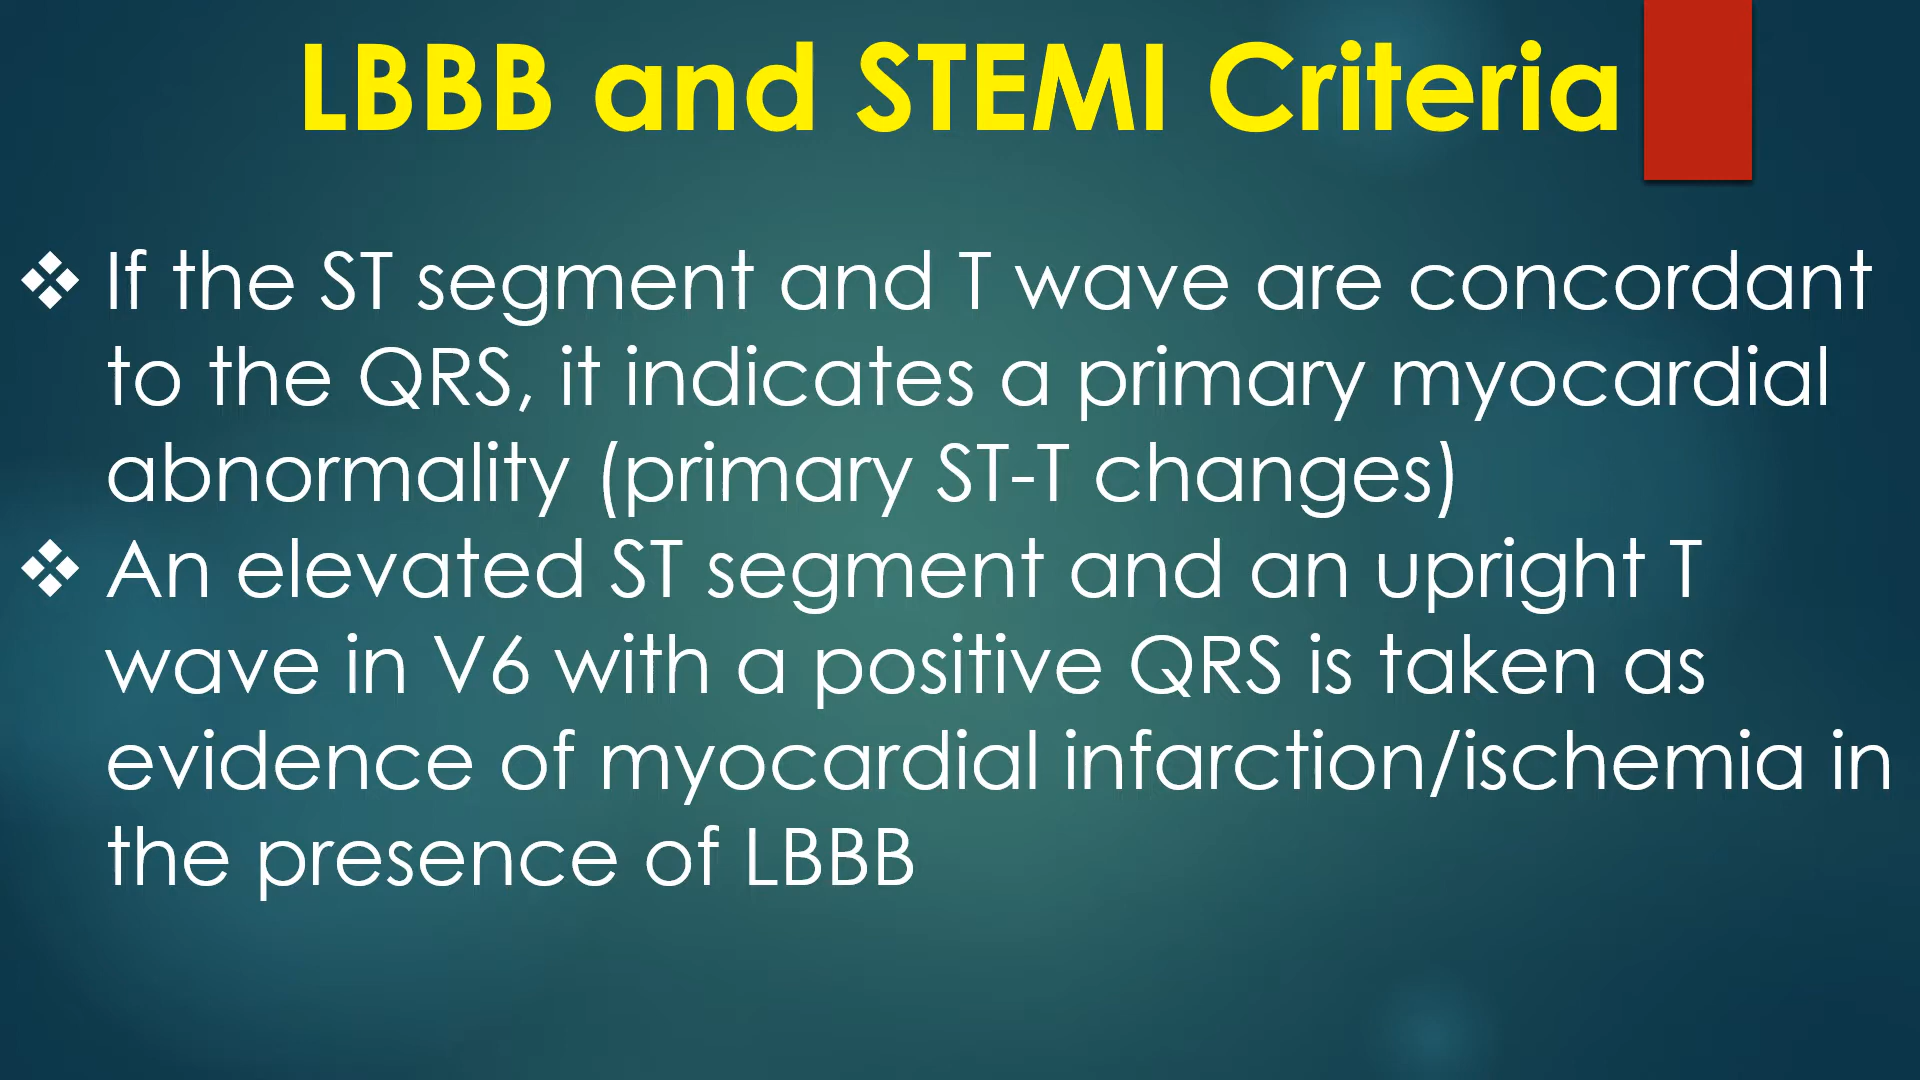 LBBB and STEMI Criteria
❖ If the ST segment and T wave are concordant
to the QRS, it indicates a primary myocardial
abnormality (primary ST-T changes)
❖ An elevated ST segment and an upright T
wave in V6 with a positive QRS is taken as
evidence of myocardial infarction/ischemia in
the presence of LBBB